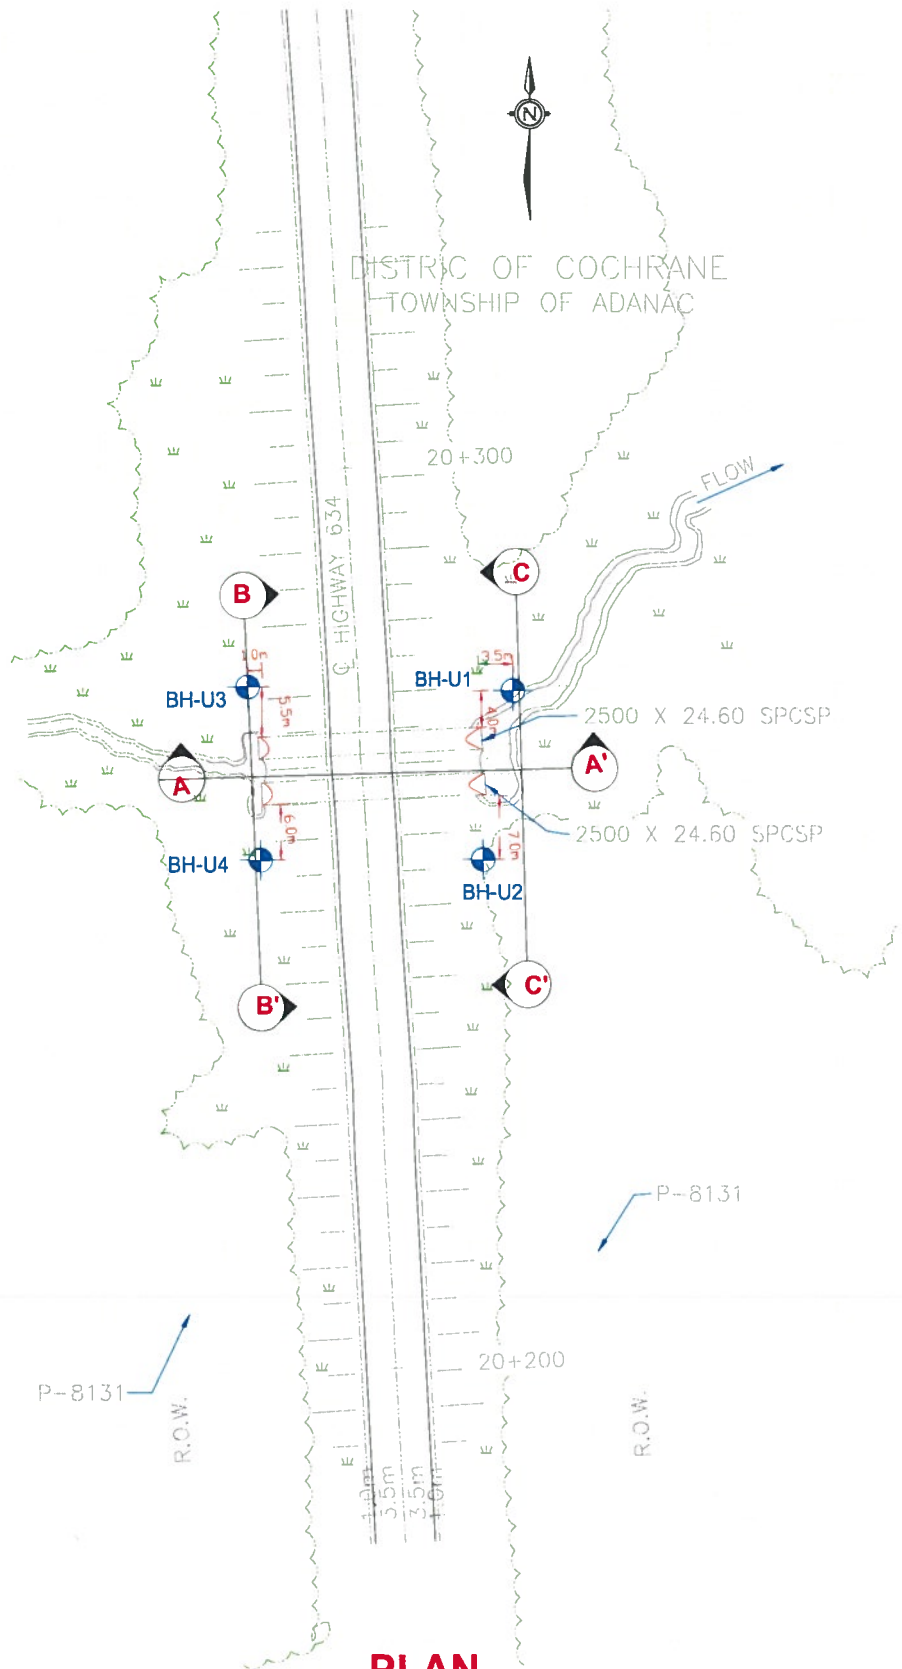 N
DISTRIC OF COCHRANE
TOWNSHIP OF ADANAC
20+300
FLOW
℄ HIGHWAY 634
C
B
1.0m
3.5m
BH-U1
BH-U3
5.5m
4.0m
2500 X 24.60 SPCSP
A
A'
2500 X 24.60 SPCSP
6.0m
7.0m
BH-U4
BH-U2
B'
C'
P-8131
20+200
P-8131
R.O.W.
R.O.W.
1.0m
3.5m
3.5m
1.0m
PLAN